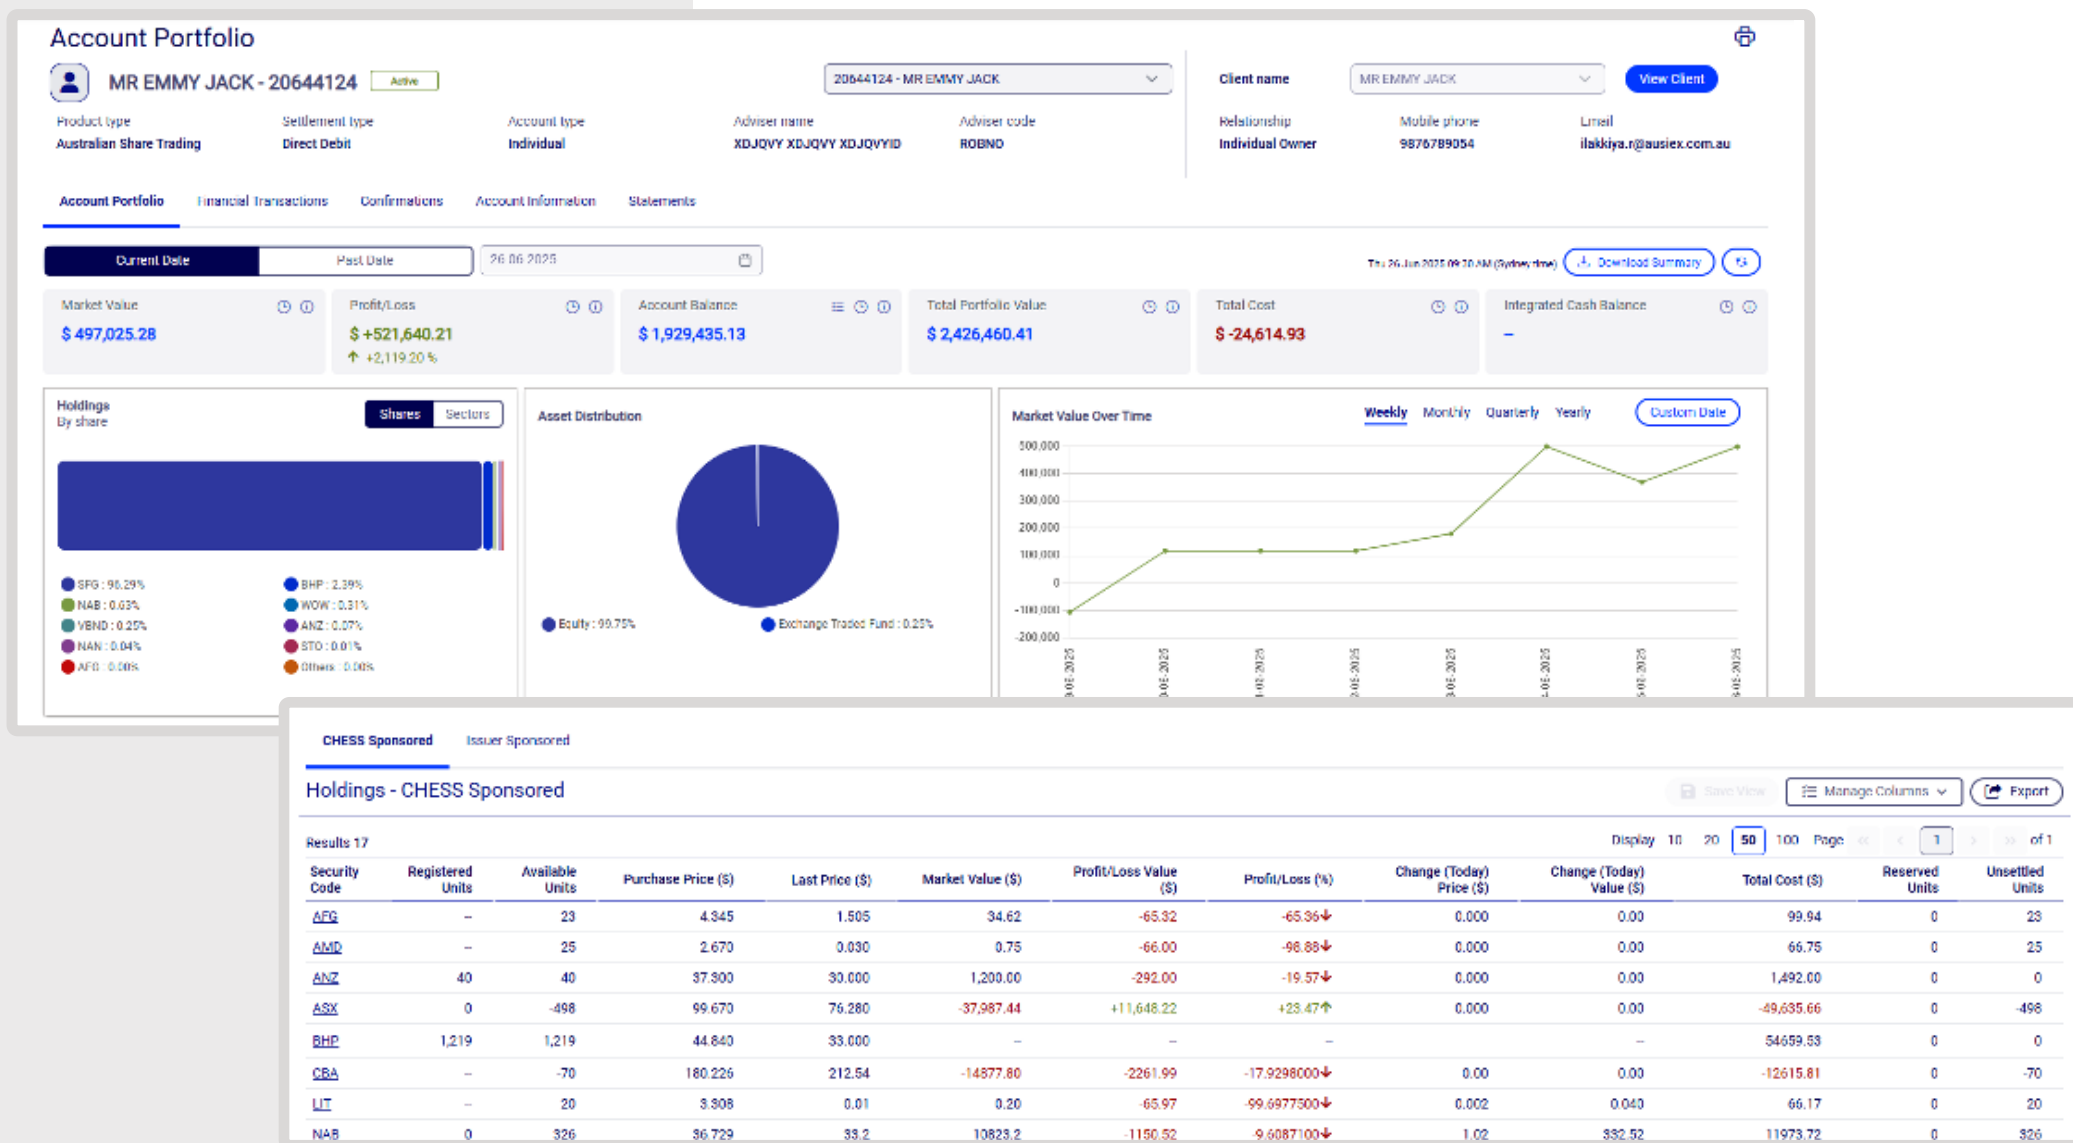 Account Portfolio
MR EMMY JACK - 20644124 Active
20644124 - MR EMMY JACK
Client name MR EMMY JACK View Client
Product type Settlement type Account type Adviser name Adviser code Relationship Mobile phone Email
Australian Share Trading Direct Debit Individual XDJQVY XDJQVY XDJQVYID ROBNO Individual Owner 9876789054 ilakkiya.r@ausiex.com.au
Account Portfolio Financial Transactions Confirmations Account Information Statements
Current Date Past Date 26-06-2025
Thu 26 Jun 2025 09:30 AM (Sydney time) Download Summary
Market Value Profit/Loss Account Balance Total Portfolio Value Total Cost Integrated Cash Balance
$ 497,025.28 $ +521,640.21 $ 1,929,435.13 $ 2,426,460.41 $ -24,614.93 –
↑ +2,119.20 %
Holdings
By share
Shares Sectors
SFG : 96.29% BHP : 2.39%
NAB : 0.63% WOW : 0.31%
VBND : 0.25% ANZ : 0.07%
NAN : 0.04% STO : 0.01%
AFG : 0.00% Others : 0.00%
Asset Distribution
Equity : 99.75% Exchange Traded Fund : 0.25%
Market Value Over Time Weekly Monthly Quarterly Yearly Custom Date
500,000
400,000
300,000
200,000
100,000
0
-100,000
-200,000
CHESS Sponsored Issuer Sponsored
Holdings - CHESS Sponsored Save View Manage Columns Export
Results 17 Display 10 20 50 100 Page « ‹ 1 › » of 1
Security Code Registered Units Available Units Purchase Price ($) Last Price ($) Market Value ($) Profit/Loss Value ($) Profit/Loss (%) Change (Today) Price ($) Change (Today) Value ($) Total Cost ($) Reserved Units Unsettled Units
AFG – 23 4.345 1.505 34.62 -65.32 -65.36↓ 0.000 0.00 99.94 0 23
AMD – 25 2.670 0.030 0.75 -66.00 -98.88↓ 0.000 0.00 66.75 0 25
ANZ 40 40 37.300 30.000 1,200.00 -292.00 -19.57↓ 0.000 0.00 1,492.00 0 0
ASX 0 -498 99.670 76.280 -37,987.44 +11,648.22 +23.47↑ 0.000 0.00 -49,635.66 0 -498
BHP 1,219 1,219 44.840 33.000 – – – – 54659.53 0 0
CBA – -70 180.226 212.54 -14877.80 -2261.99 -17.9298000↓ 0.00 0.00 -12615.81 0 -70
LIT – 20 3.308 0.01 0.20 -65.97 -99.6977500↓ 0.002 0.040 66.17 0 20
NAB 0 326 36.729 33.2 10823.2 -1150.52 -9.6087100↓ 1.02 332.52 11973.72 0 326